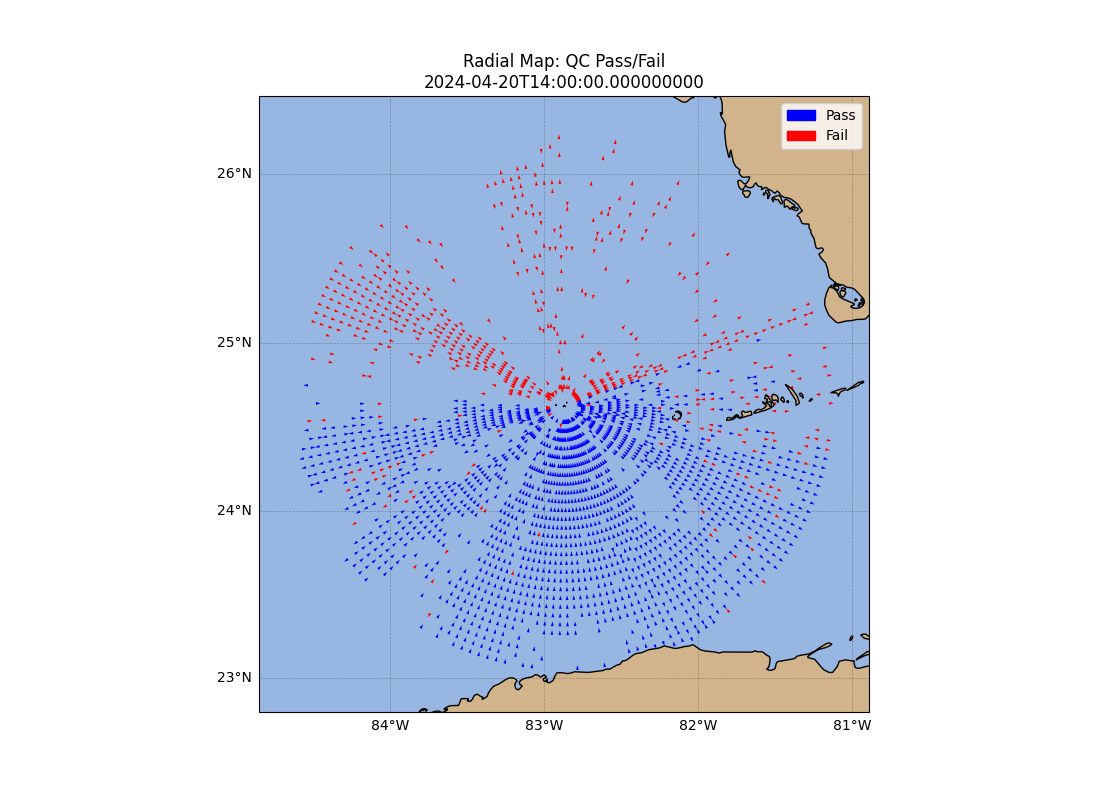 Radial Map: QC Pass/Fail
2024-04-20T14:00:00.000000000
Pass
Fail
26°N
25°N
24°N
23°N
84°W
83°W
82°W
81°W